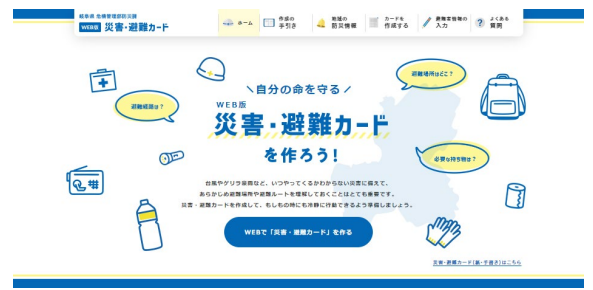 岐阜県 危機管理部防災課
WEB版 災害・避難カード
ホーム
作成の
手引き
地域の
防災情報
カードを
作成する
避難者情報の
入力
よくある
質問
避難場所はどこ?
避難経路は?
必要な持ち物は?
＼自分の命を守る／
WEB版
災害・避難カード
を作ろう！
台風やゲリラ豪雨など、いつやってくるかわからない災害に備えて、
あらかじめ避難場所や避難ルートを理解しておくことはとても重要です。
災害・避難カードを作成して、もしもの時にも冷静に行動できるよう準備しましょう。
WEBで「災害・避難カード」を作る
災害・避難カード(紙・手書き)はこちら